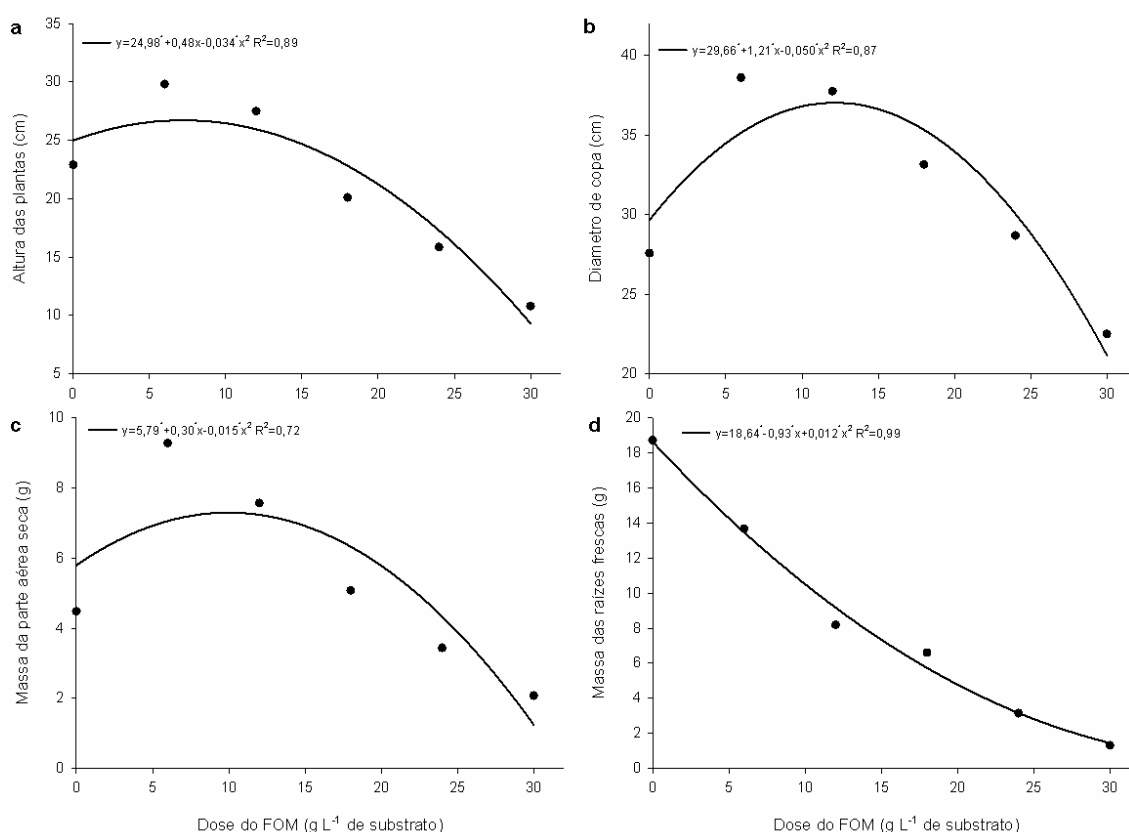 a
y=24,98*+0,48x-0,034*x² R²=0,89
Altura das plantas (cm)
35
30
25
20
15
10
5
0 5 10 15 20 25 30
b
y=29,66*+1,21*x-0,050*x² R²=0,87
Diametro de copa (cm)
40
35
30
25
20
0 5 10 15 20 25 30
c
y=5,79*+0,30*x-0,015*x² R²=0,72
Massa da parte aérea seca (g)
10
8
6
4
2
0
0 5 10 15 20 25 30
Dose do FOM (g L⁻¹ de substrato)
d
y=18,64*-0,93*x+0,012*x² R²=0,99
Massa das raízes frescas (g)
20
18
16
14
12
10
8
6
4
2
0
0 5 10 15 20 25 30
Dose do FOM (g L⁻¹ de substrato)